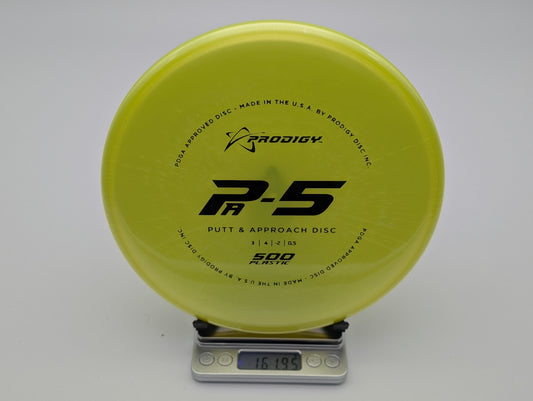 PDGA APPROVED DISC - MADE IN THE U.S.A. BY PRODIGY DISC INC.
PRODIGY
PA-5
PUTT & APPROACH DISC
3 | 4 | -2 | 0.5
500
PLASTIC
PDGA APPROVED DISC - MADE IN THE U.S.A. BY PRODIGY DISC INC.
161.95